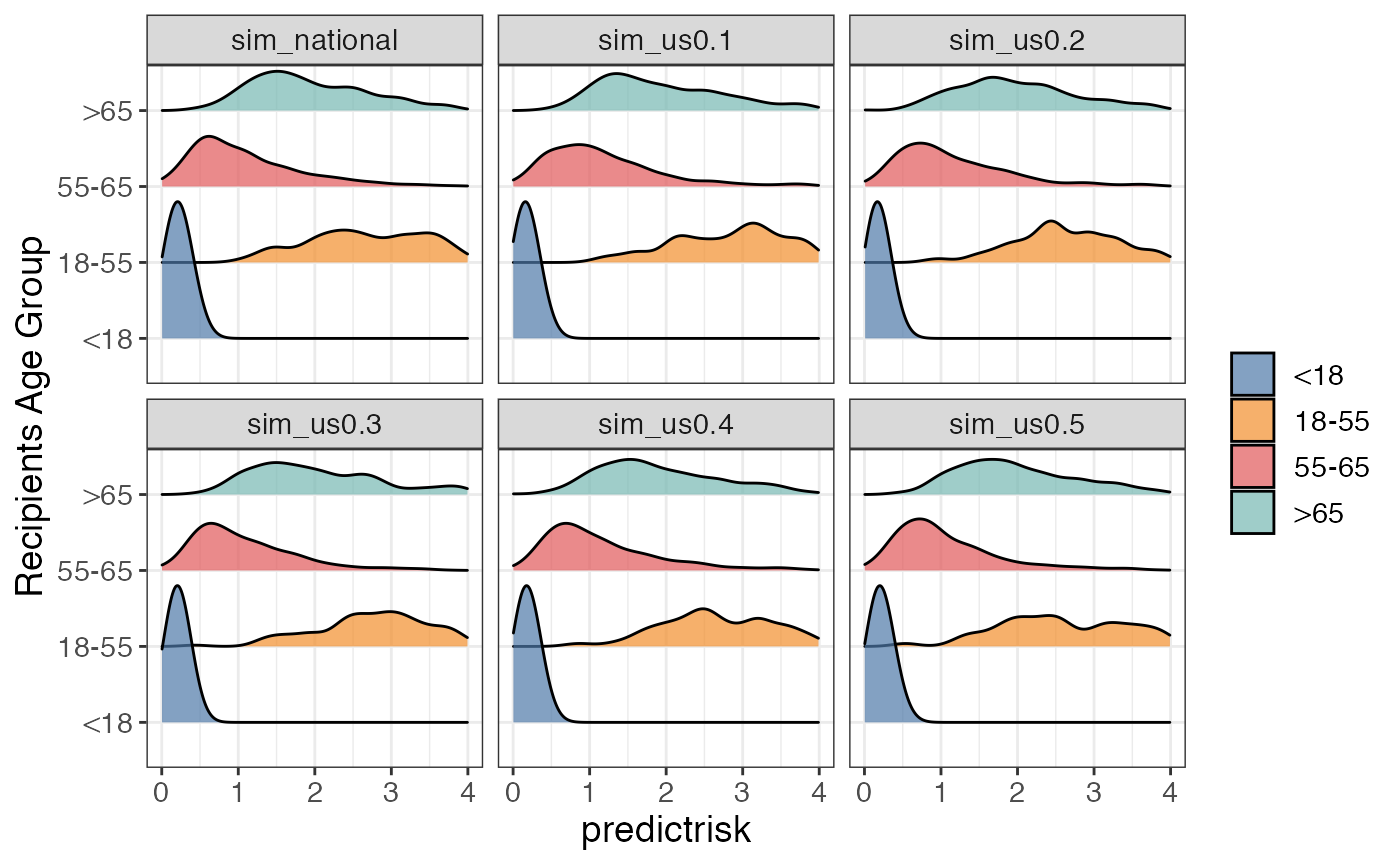 sim_national
sim_us0.1
sim_us0.2
>65
55-65
18-55
<18
sim_us0.3
sim_us0.4
sim_us0.5
>65
55-65
18-55
<18
0 1 2 3 4
0 1 2 3 4
0 1 2 3 4
predictrisk
Recipients Age Group
<18
18-55
55-65
>65